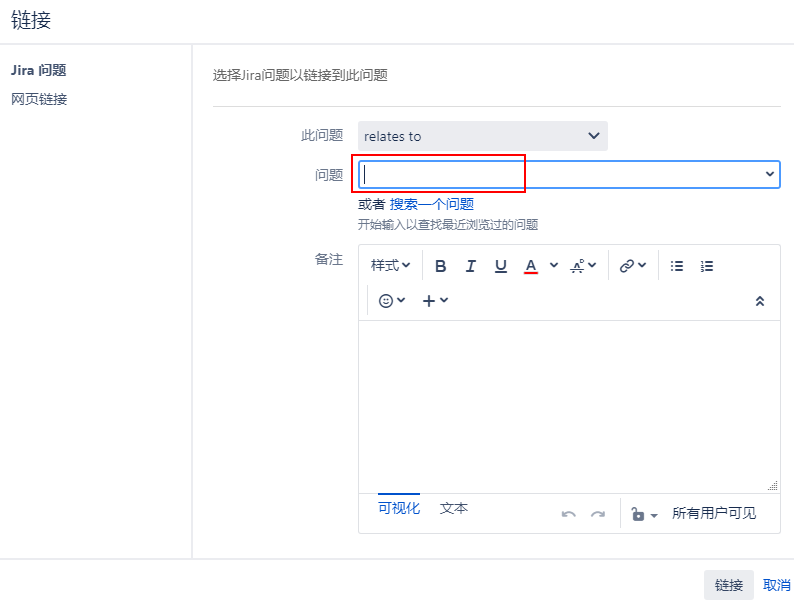 链接
Jira 问题
网页链接
选择Jira问题以链接到此问题
此问题 relates to
问题
或者 搜索一个问题
开始输入以查找最近浏览过的问题
备注
样式 B I U A
可视化 文本 所有用户可见
链接 取消